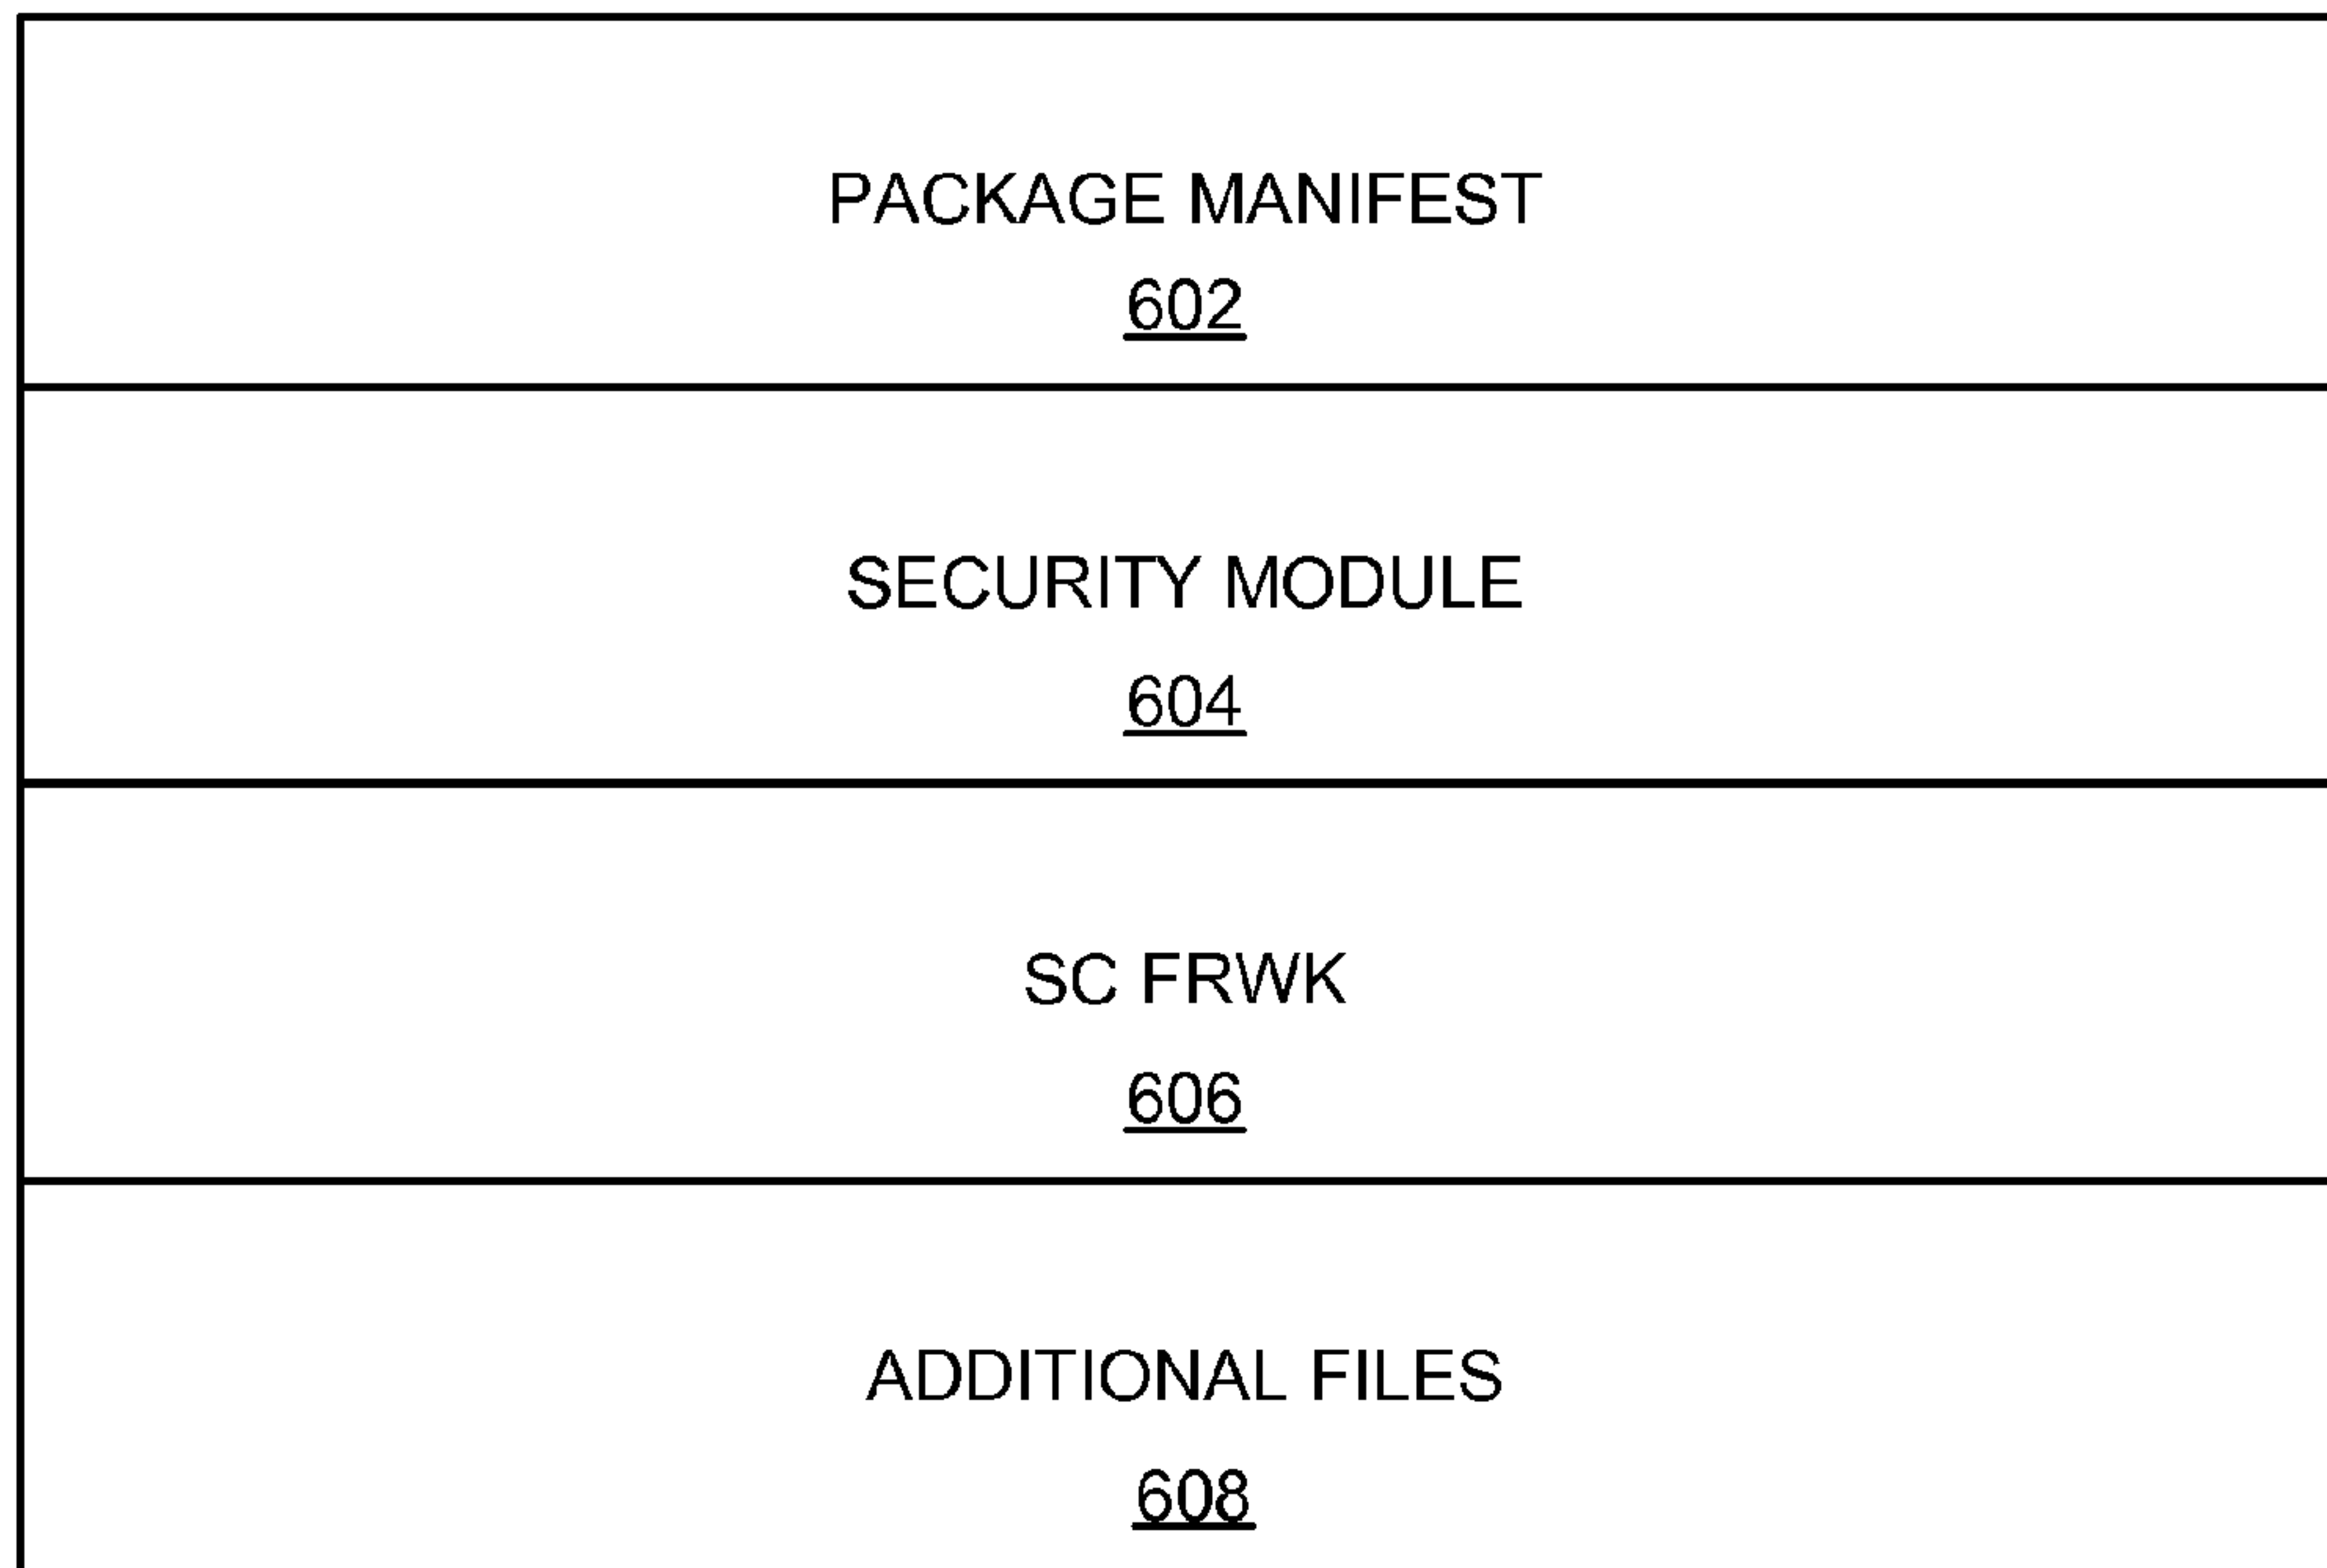 PACKAGE MANIFEST
602
SECURITY MODULE
604
SC FRWK
606
ADDITIONAL FILES
608